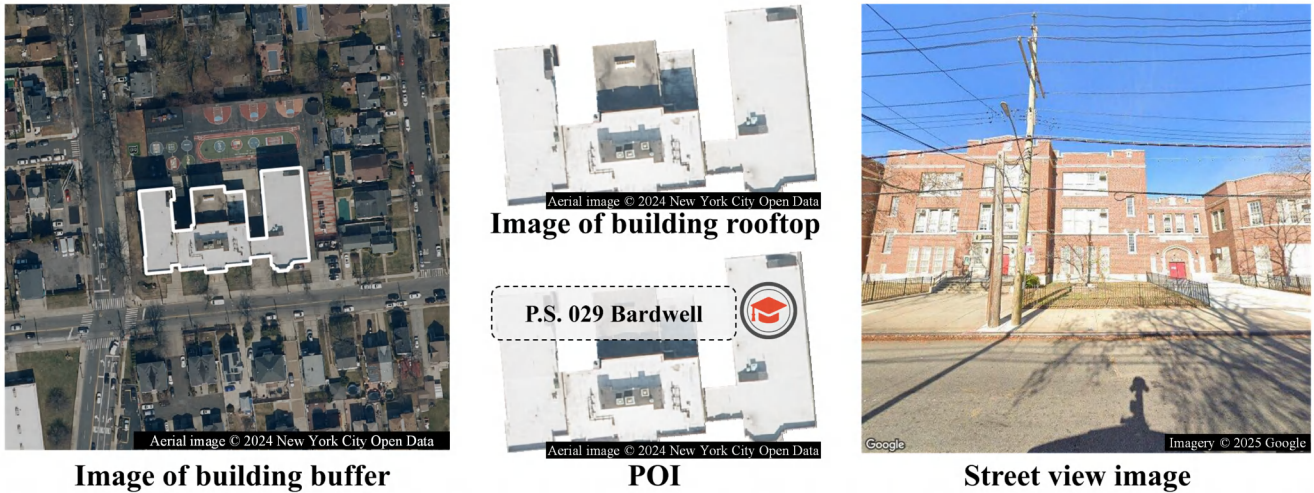 Aerial image © 2024 New York City Open Data
Image of building buffer
Aerial image © 2024 New York City Open Data
Image of building rooftop
P.S. 029 Bardwell
Aerial image © 2024 New York City Open Data
POI
Google
Imagery © 2025 Google
Street view image